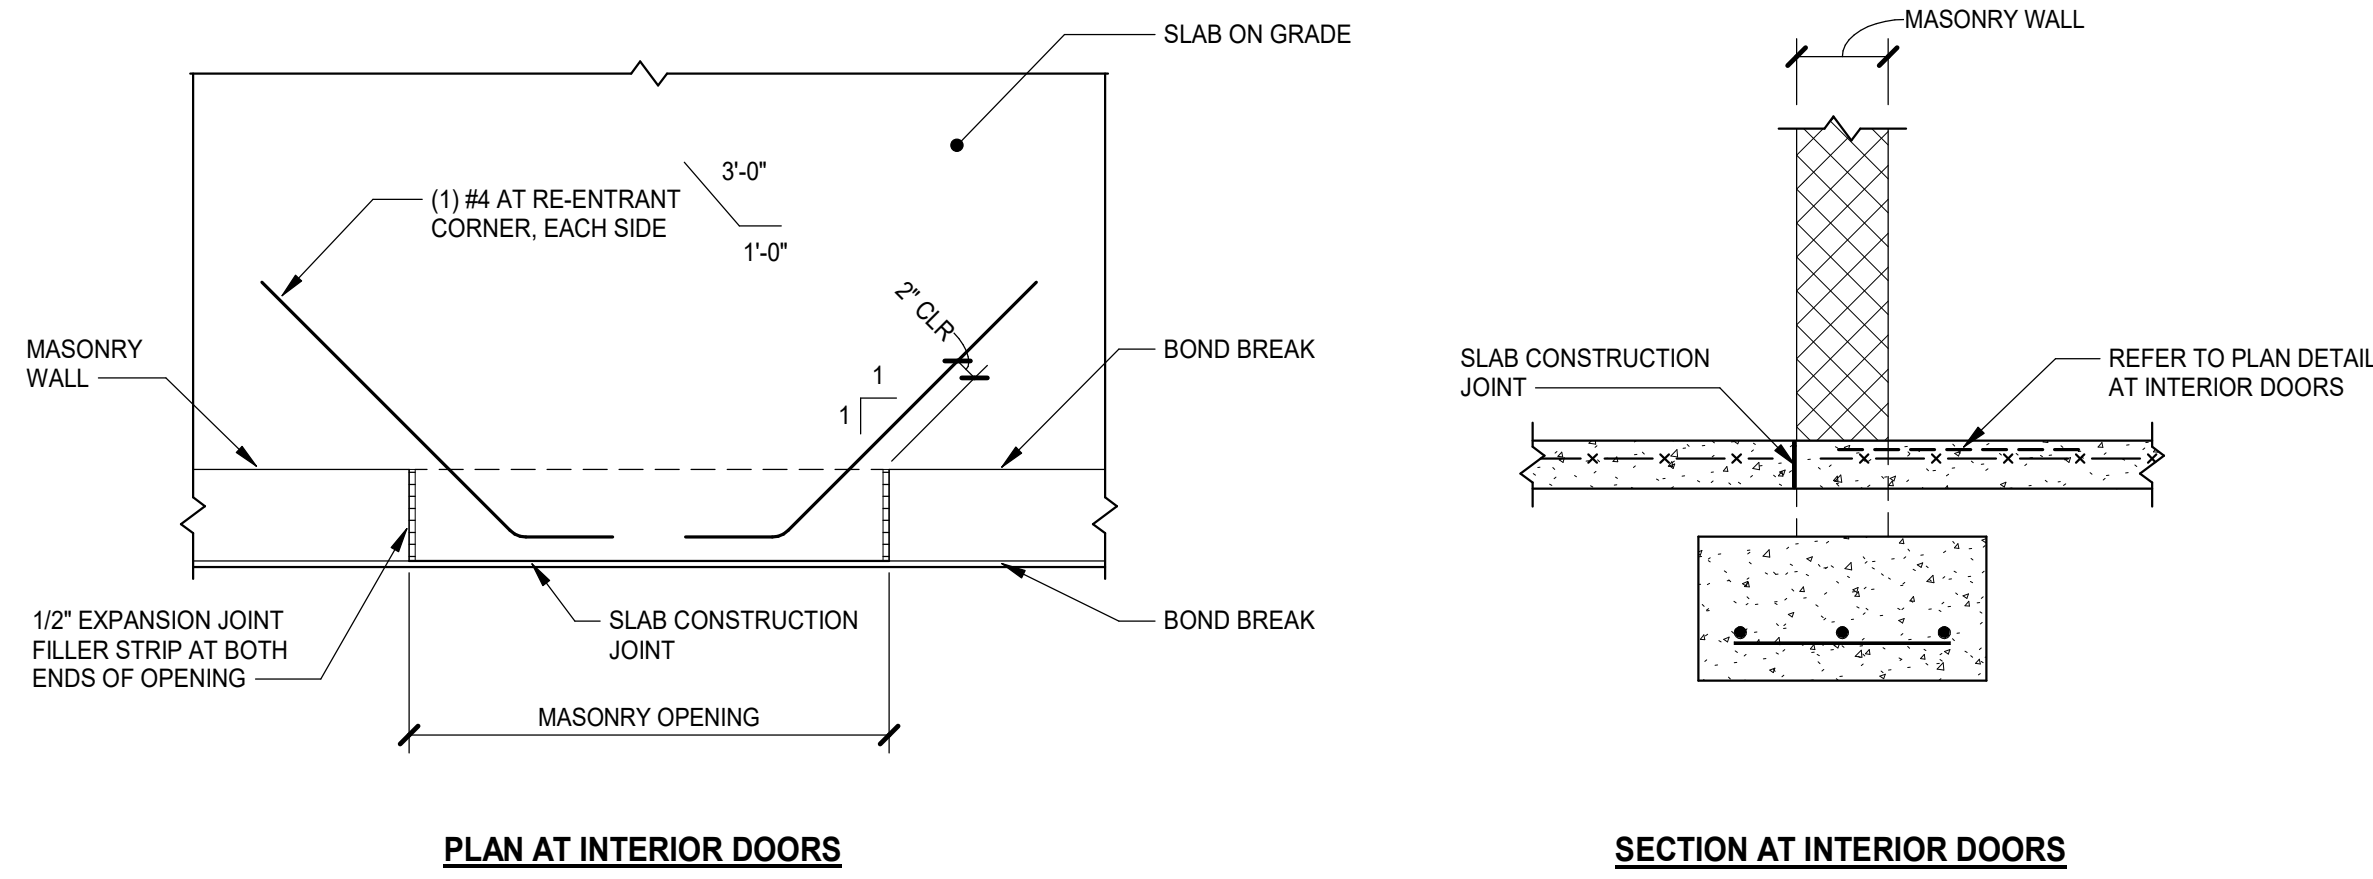 SLAB ON GRADE
3'-0"
(1) #4 AT RE-ENTRANT
CORNER, EACH SIDE
1'-0"
2" CLR
MASONRY
WALL
BOND BREAK
1
1
1/2" EXPANSION JOINT
FILLER STRIP AT BOTH
ENDS OF OPENING
SLAB CONSTRUCTION
JOINT
BOND BREAK
MASONRY OPENING
PLAN AT INTERIOR DOORS
MASONRY WALL
SLAB CONSTRUCTION
JOINT
REFER TO PLAN DETAIL
AT INTERIOR DOORS
SECTION AT INTERIOR DOORS